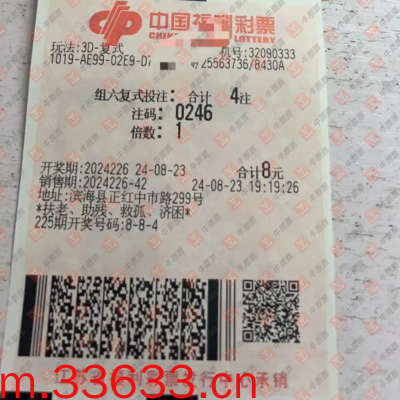 中国福利彩票
LOTTERY
玩法:3D-复式
机号:32090333
1019-AE99-02E9-D
25563736/8430A
组六复式投注: 合计 4注
注码: 0246
倍数: 1
开奖期:2024226 24-08-23 合计8元
销售期:2024226-42 24-08-23 19:19:26
地址:滨海县正红中市路299号
*扶老、助残、救孤、济困*
225期开奖号码:8-8-4
m.33633.com